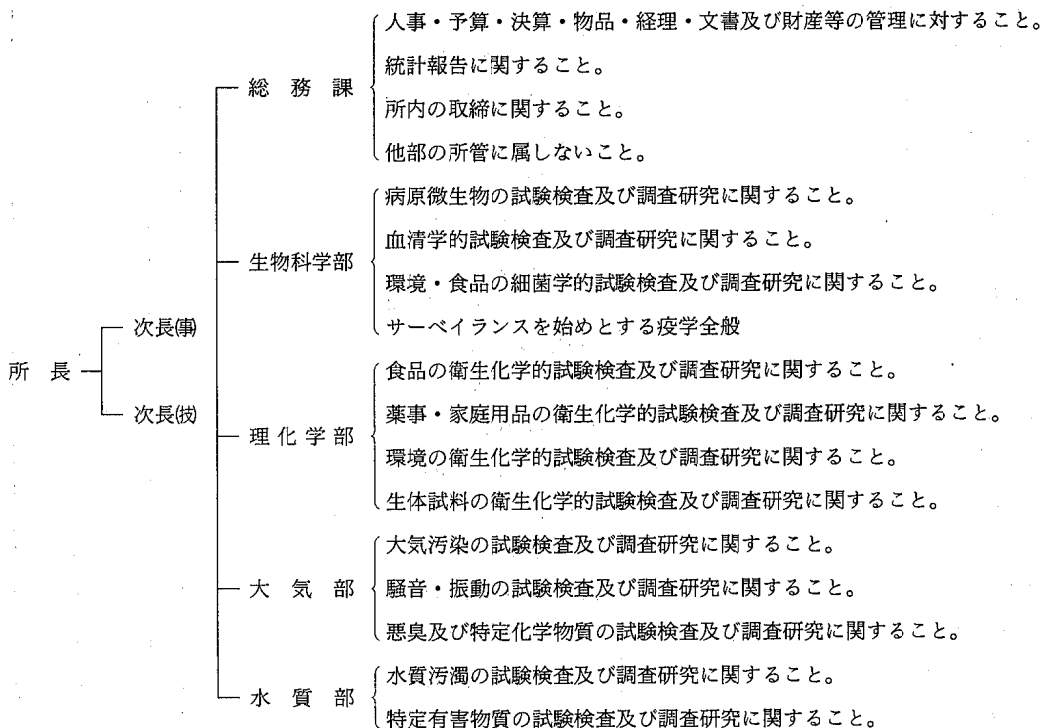 人事・予算・決算・物品・経理・文書及び財産等の管理に対すること。
総務課
統計報告に関すること。
所内の取締に関すること。
他部の所管に属しないこと。
病原微生物の試験検査及び調査研究に関すること。
血清学的試験検査及び調査研究に関すること。
生物科学部
環境・食品の細菌学的試験検査及び調査研究に関すること。
サーベイランスを始めとする疫学全般
次長(事)
所長
次長(技)
食品の衛生化学的試験検査及び調査研究に関すること。
薬事・家庭用品の衛生化学的試験検査及び調査研究に関すること。
理化学部
環境の衛生化学的試験検査及び調査研究に関すること。
生体試料の衛生化学的試験検査及び調査研究に関すること。
大気汚染の試験検査及び調査研究に関すること。
大気部
騒音・振動の試験検査及び調査研究に関すること。
悪臭及び特定化学物質の試験検査及び調査研究に関すること。
水質汚濁の試験検査及び調査研究に関すること。
水質部
特定有害物質の試験検査及び調査研究に関すること。